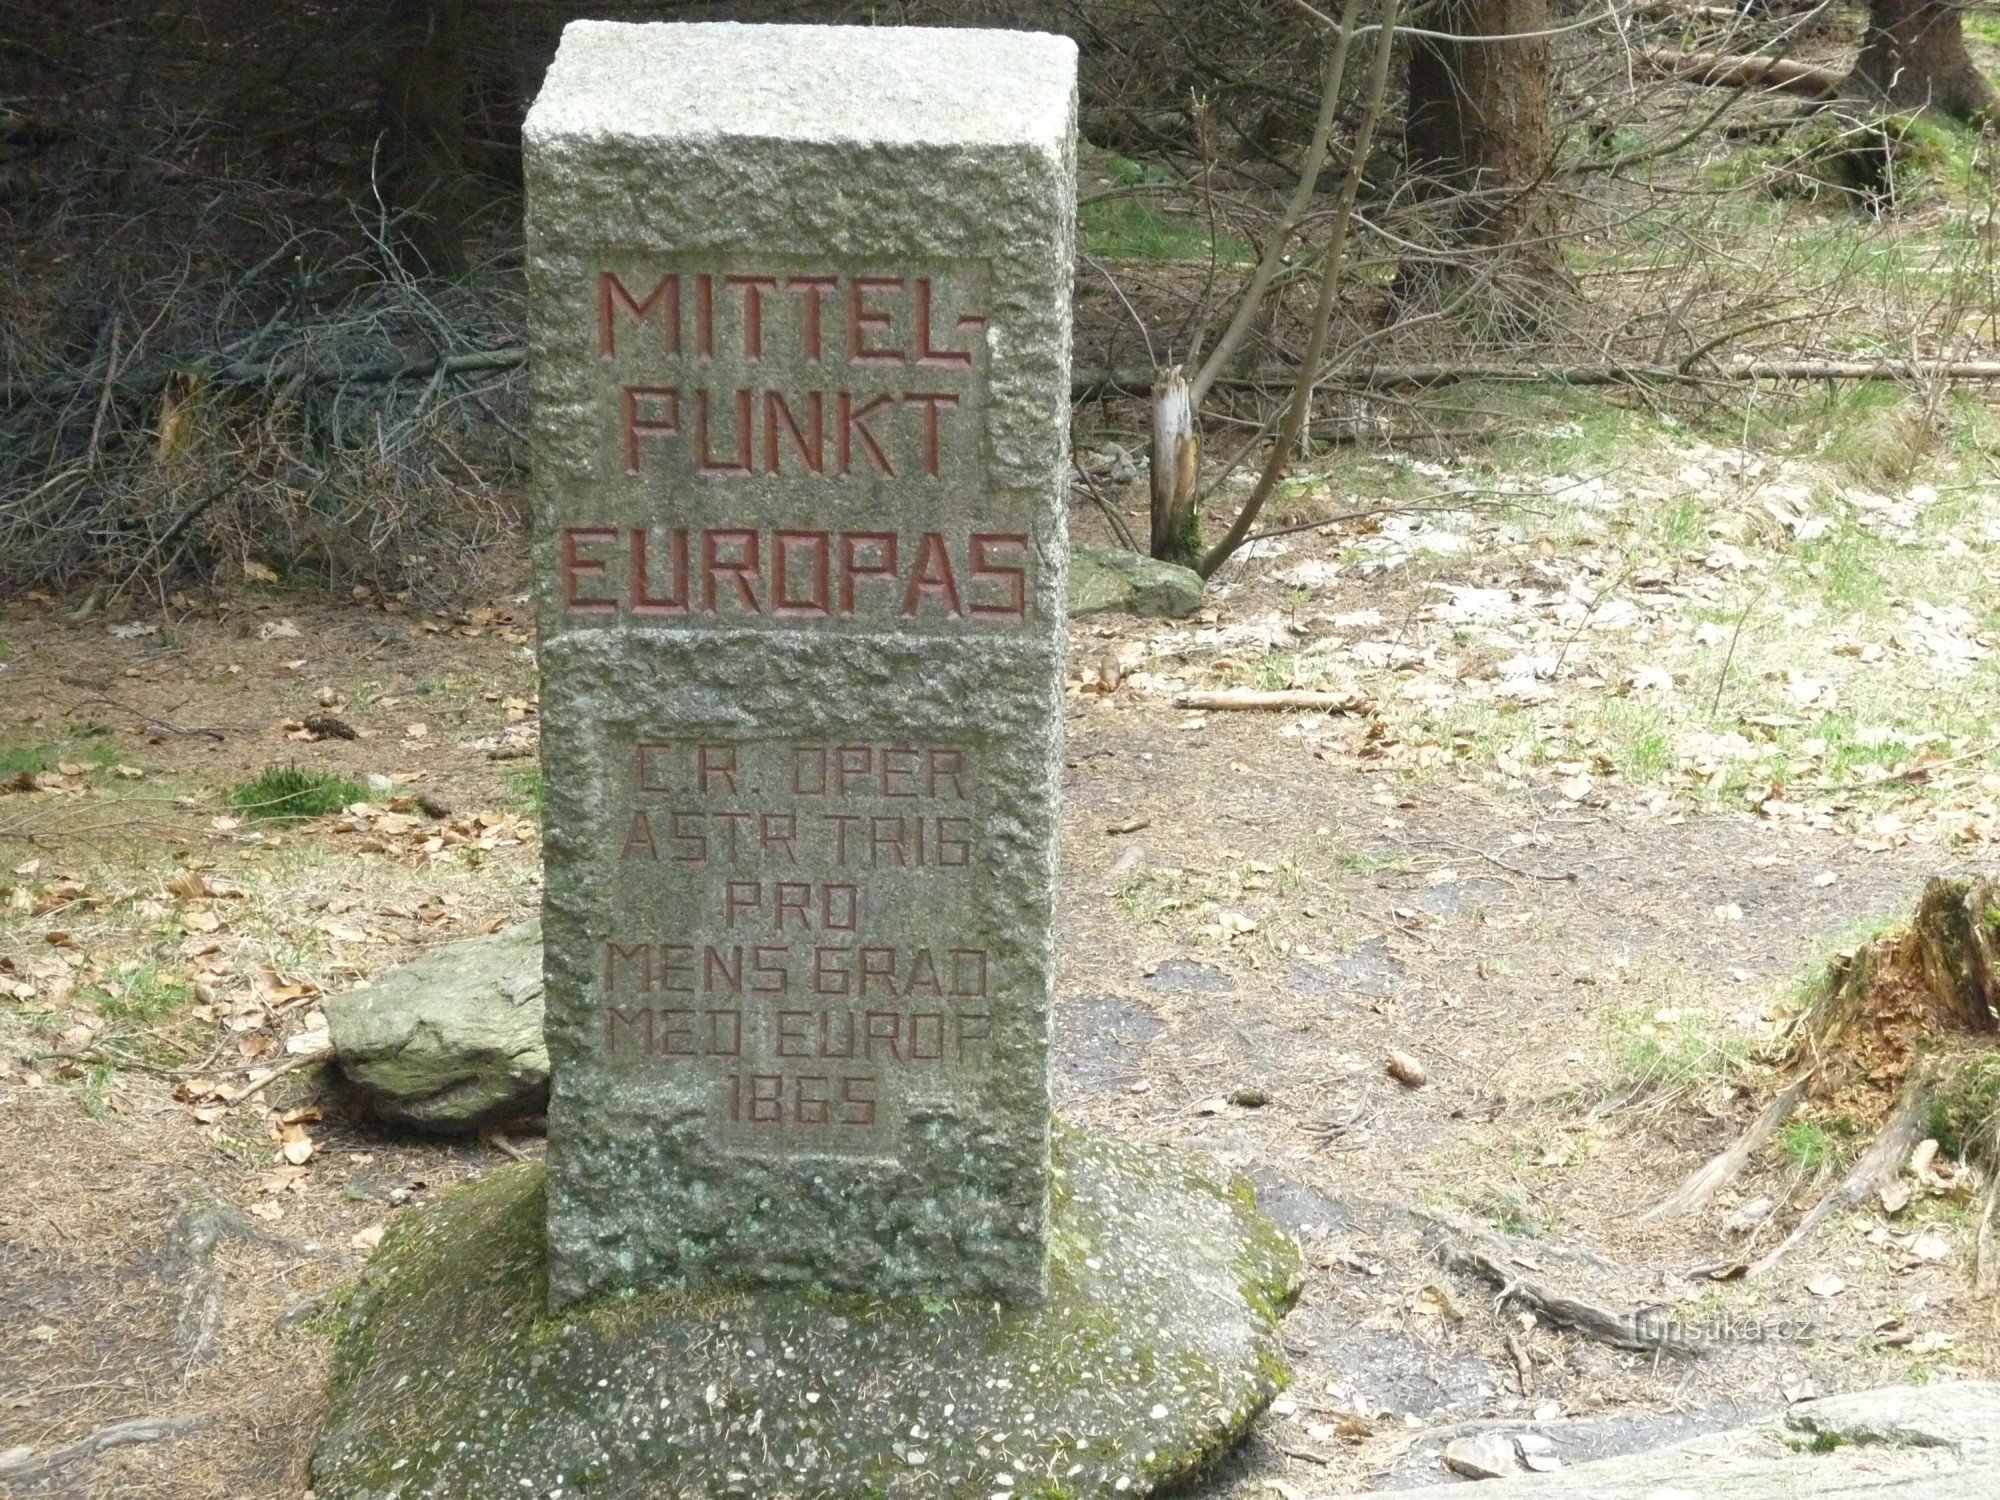 MITTEL-
PUNKT
EUROPAS
C.R. OPER
ASTR TRIG
PRO
MENS GRAD
MED EUROP
1865
Turistika.cz